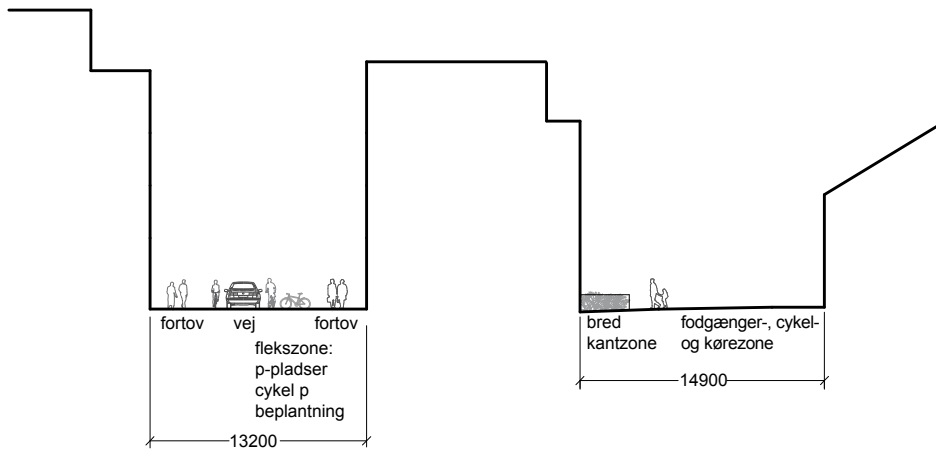 fortov
vej
fortov
flekszone:
p-pladser
cykel p
beplantning
13200
bred
kantzone
fodgænger-, cykel-
og kørezone
14900